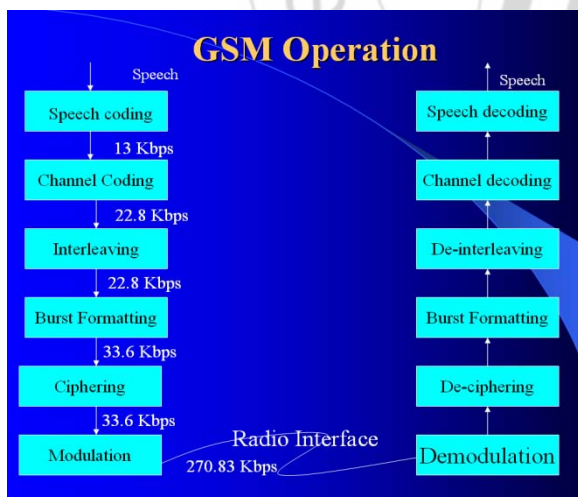 GSM Operation
Speech
Speech coding
13 Kbps
Channel Coding
22.8 Kbps
Interleaving
22.8 Kbps
Burst Formatting
33.6 Kbps
Ciphering
33.6 Kbps
Modulation
Radio Interface
270.83 Kbps
Speech
Speech decoding
Channel decoding
De-interleaving
Burst Formatting
De-ciphering
Demodulation